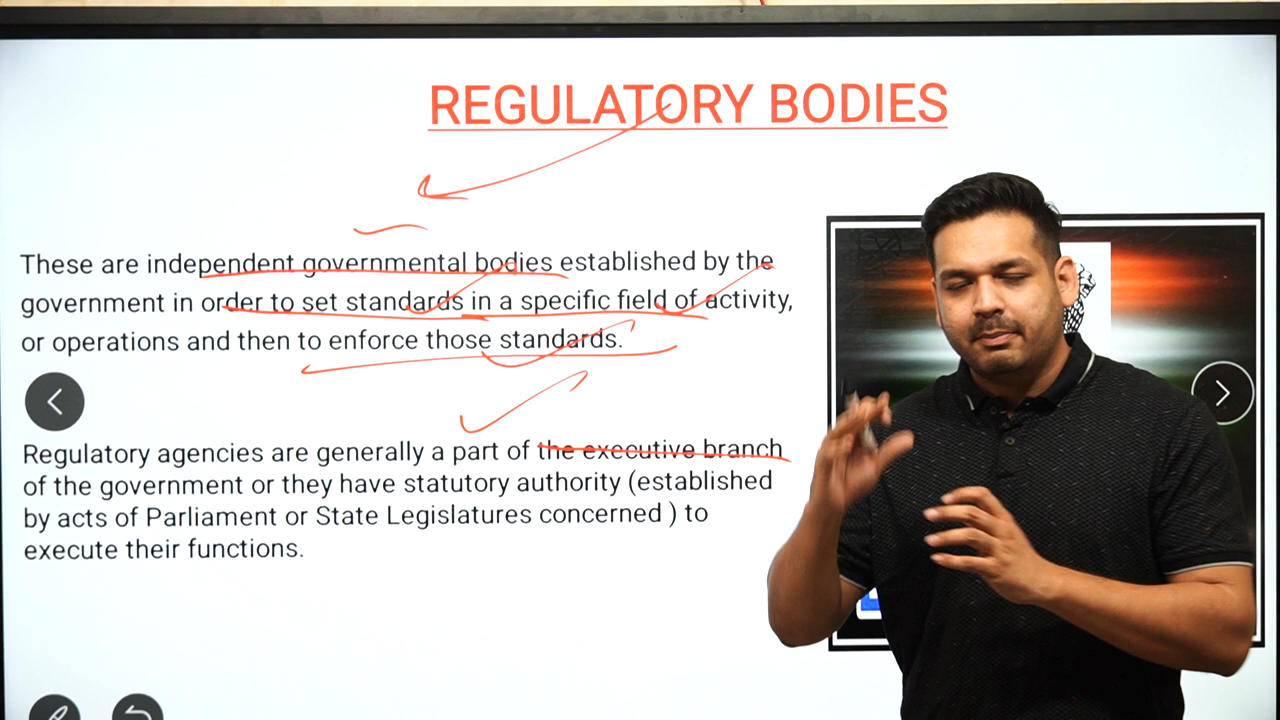 REGULATORY BODIES
These are independent governmental bodies established by the
government in order to set standards in a specific field of activity,
or operations and then to enforce those standards.
Regulatory agencies are generally a part of the executive branch
of the government or they have statutory authority (established
by acts of Parliament or State Legislatures concerned ) to
execute their functions.